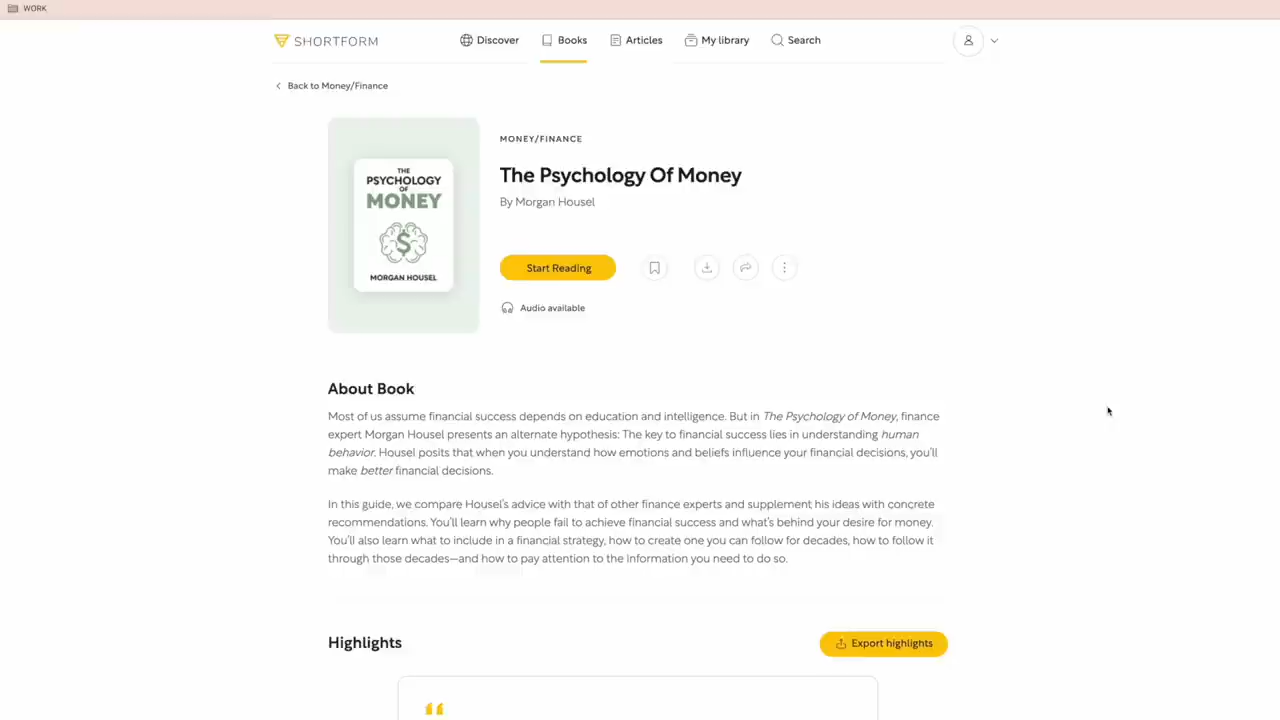 WORK
SHORTFORM
Discover
Books
Articles
My library
Search
Back to Money/Finance
THE
PSYCHOLOGY
OF
MONEY
$
MORGAN HOUSEL
MONEY/FINANCE
The Psychology Of Money
By Morgan Housel
Start Reading
Audio available
About Book
Most of us assume financial success depends on education and intelligence. But in The Psychology of Money, finance
expert Morgan Housel presents an alternate hypothesis: The key to financial success lies in understanding human
behavior. Housel posits that when you understand how emotions and beliefs influence your financial decisions, you'll
make better financial decisions.
In this guide, we compare Housel's advice with that of other finance experts and supplement his ideas with concrete
recommendations. You'll learn why people fail to achieve financial success and what's behind your desire for money.
You'll also learn what to include in a financial strategy, how to create one you can follow for decades, how to follow it
through those decades—and how to pay attention to the information you need to do so.
Highlights
Export highlights